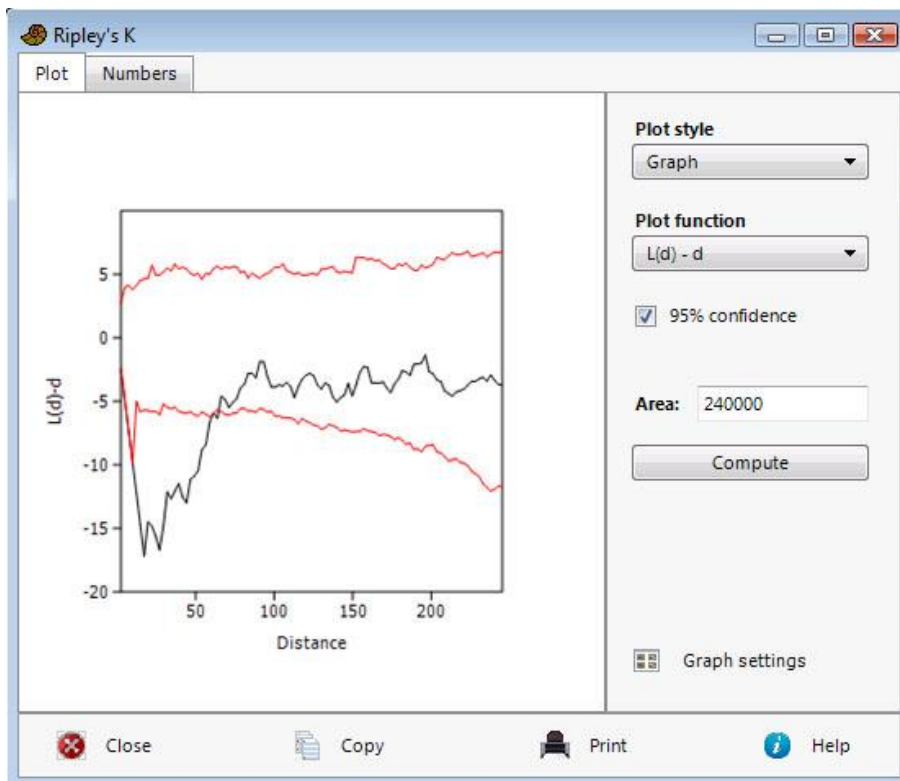 Ripley's K
Plot Numbers
Plot style
Graph
Plot function
L(d) - d
95% confidence
Area: 240000
Compute
Graph settings
5
0
-5
-10
-15
-20
L(d)-d
50 100 150 200
Distance
Close Copy Print Help